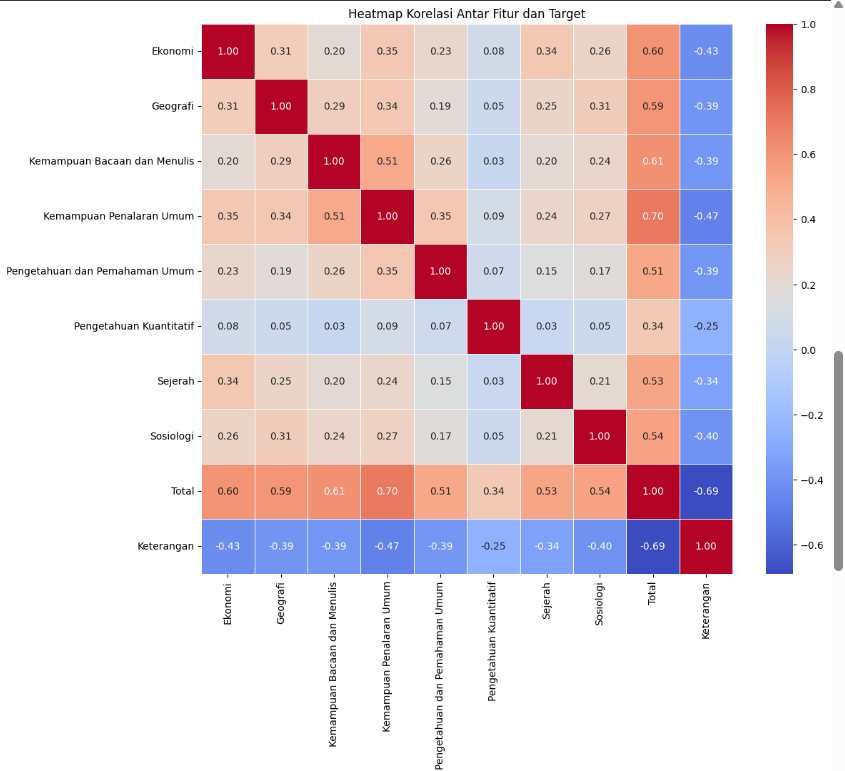 Heatmap Korelasi Antar Fitur dan Target
Ekonomi 1.00 0.31 0.20 0.35 0.23 0.08 0.34 0.26 0.60 -0.43
Geografi 0.31 1.00 0.29 0.34 0.19 0.05 0.25 0.31 0.59 -0.39
Kemampuan Bacaan dan Menulis 0.20 0.29 1.00 0.51 0.26 0.03 0.20 0.24 0.61 -0.39
Kemampuan Penalaran Umum 0.35 0.34 0.51 1.00 0.35 0.09 0.24 0.27 0.70 -0.47
Pengetahuan dan Pemahaman Umum 0.23 0.19 0.26 0.35 1.00 0.07 0.15 0.17 0.51 -0.39
Pengetahuan Kuantitatif 0.08 0.05 0.03 0.09 0.07 1.00 0.03 0.05 0.34 -0.25
Sejerah 0.34 0.25 0.20 0.24 0.15 0.03 1.00 0.21 0.53 -0.34
Sosiologi 0.26 0.31 0.24 0.27 0.17 0.05 0.21 1.00 0.54 -0.40
Total 0.60 0.59 0.61 0.70 0.51 0.34 0.53 0.54 1.00 -0.69
Keterangan -0.43 -0.39 -0.39 -0.47 -0.39 -0.25 -0.34 -0.40 -0.69 1.00
Ekonomi
Geografi
Kemampuan Bacaan dan Menulis
Kemampuan Penalaran Umum
Pengetahuan dan Pemahaman Umum
Pengetahuan Kuantitatif
Sejerah
Sosiologi
Total
Keterangan
1.0
0.8
0.6
0.4
0.2
0.0
−0.2
−0.4
−0.6